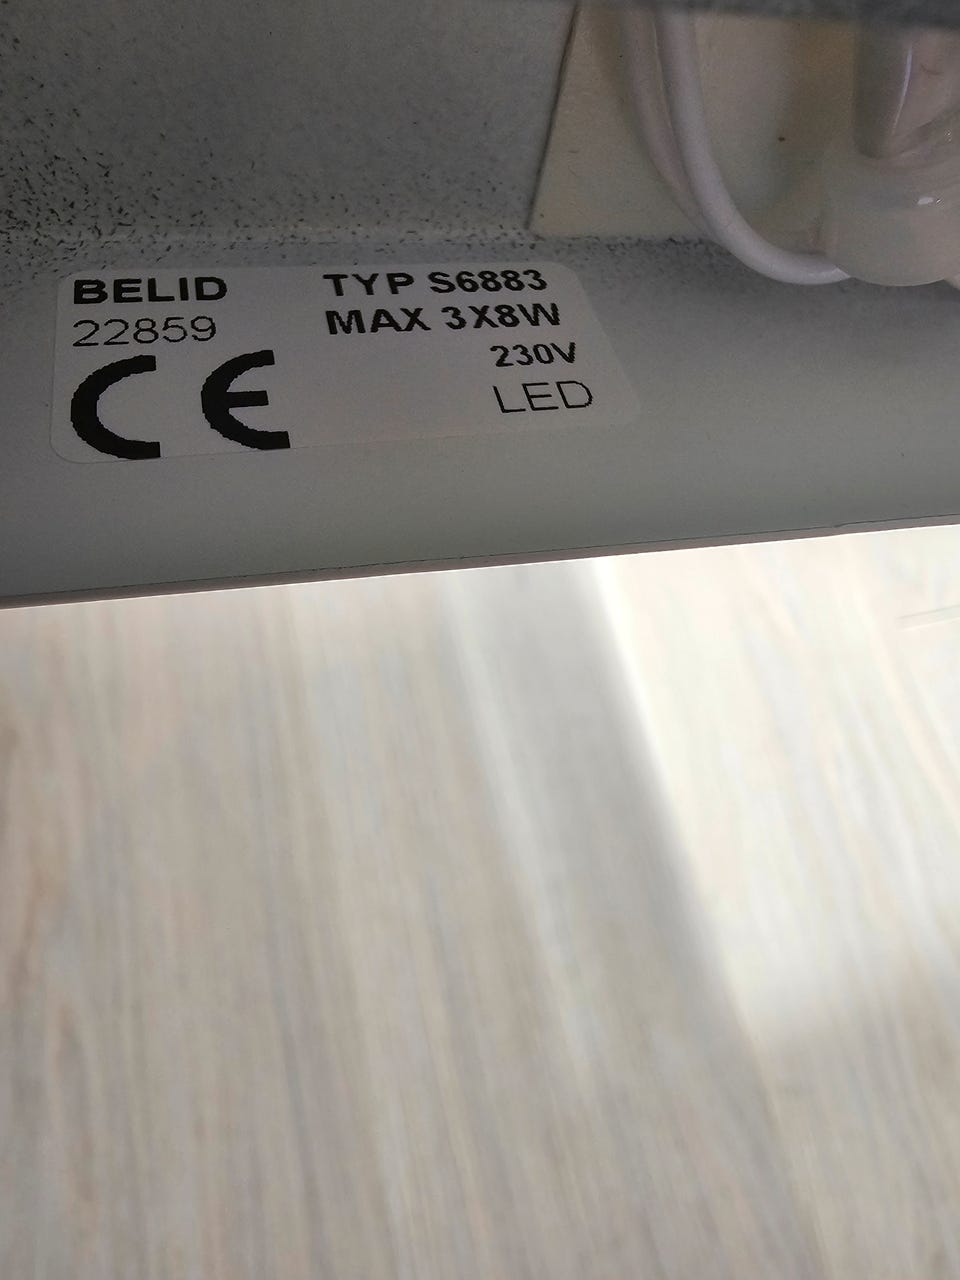 BELID
22859
CE
TYP S6883
MAX 3X8W
230V
LED